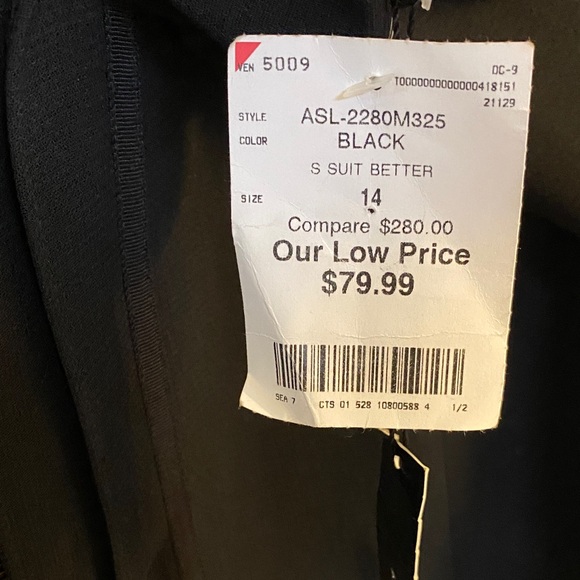 VEN 5009 DC-9
T0000000000000418151
21129
STYLE ASL-2280M325
COLOR BLACK
S SUIT BETTER
SIZE 14
Compare $280.00
Our Low Price
$79.99
SEA 7 CTS 01 528 10800588 4 1/2